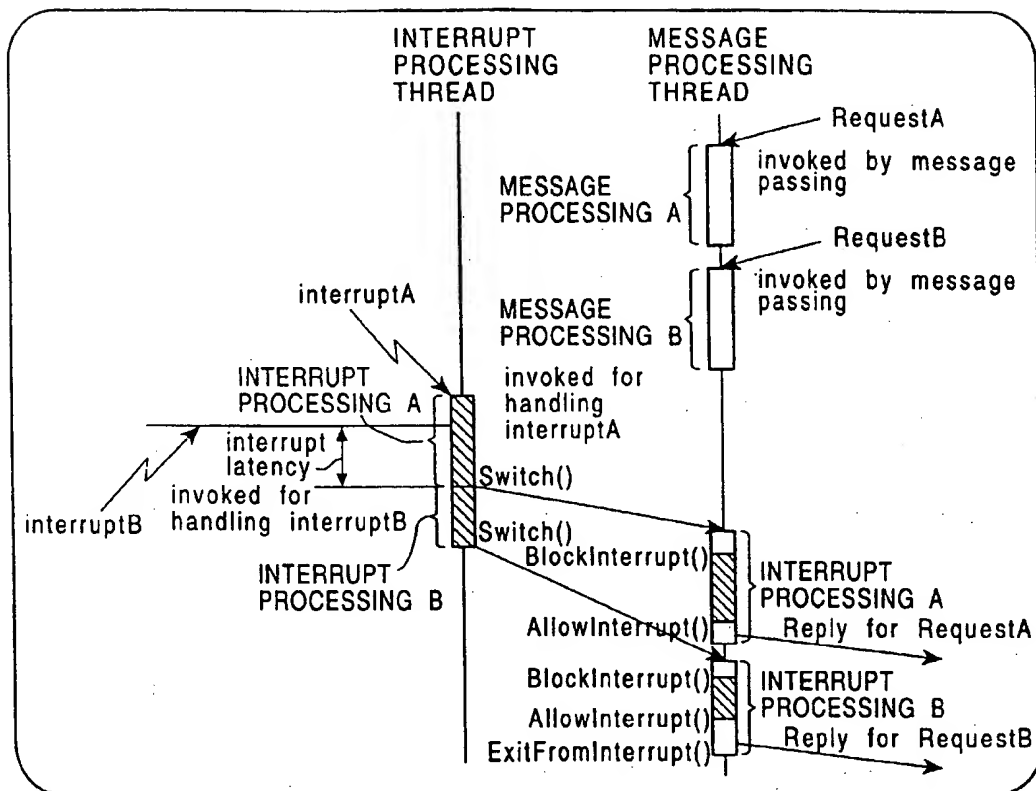 INTERRUPT
PROCESSING
THREAD
MESSAGE
PROCESSING
THREAD
RequestA
invoked by message
passing
MESSAGE
PROCESSING A
RequestB
invoked by message
passing
MESSAGE
PROCESSING B
interruptA
INTERRUPT
PROCESSING A
invoked for
handling
interruptA
interrupt
latency
Switch()
invoked for
handling interruptB
interruptB
Switch()
BlockInterrupt()
INTERRUPT
PROCESSING B
INTERRUPT
PROCESSING A
AllowInterrupt()
Reply for RequestA
BlockInterrupt()
INTERRUPT
PROCESSING B
AllowInterrupt()
Reply for RequestB
ExitFromInterrupt()